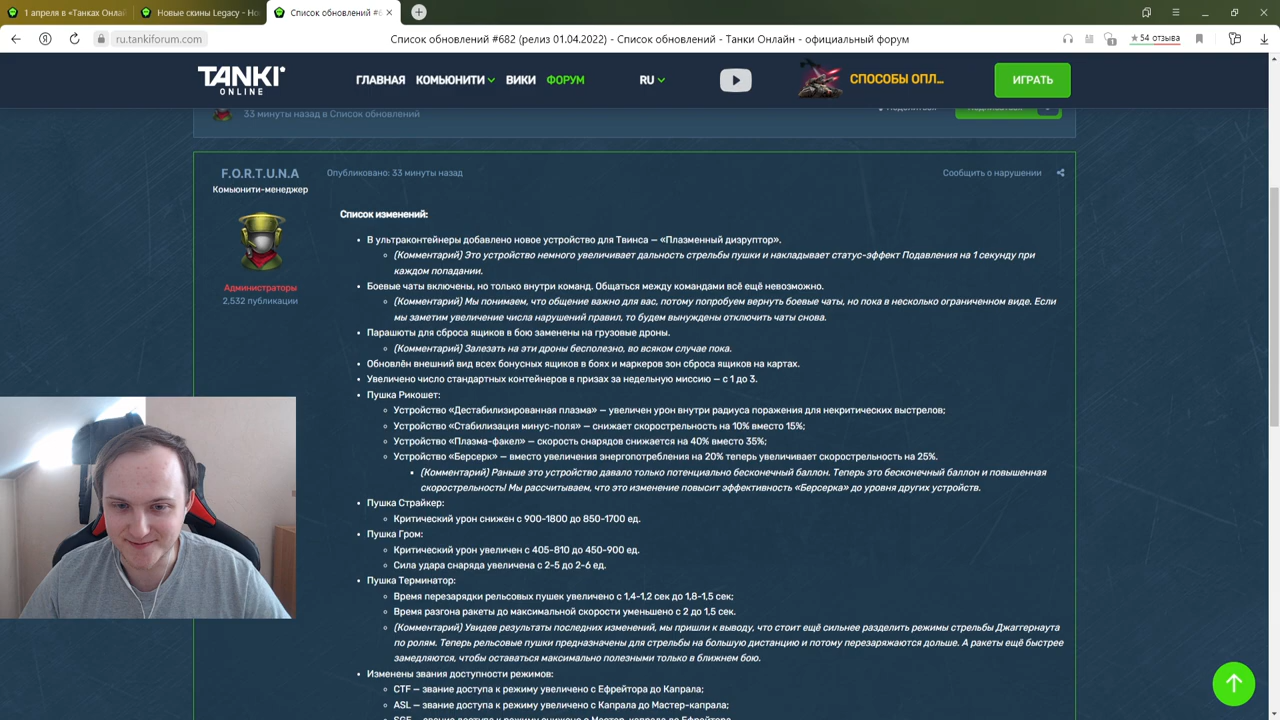 1 апреля в «Танках Онлай
Новые скины Legacy - Но
Список обновлений #6
ru.tankiforum.com
Список обновлений #682 (релиз 01.04.2022) - Список обновлений - Танки Онлайн - официальный форум
★ 54 отзыва
TANKI
ONLINE
ГЛАВНАЯ КОМЬЮНИТИ ВИКИ ФОРУМ RU
СПОСОБЫ ОПЛ...
ИГРАТЬ
33 минуты назад в Список обновлений
F.O.R.T.U.N.A
Комьюнити-менеджер
Администраторы
2,532 публикации
Опубликовано: 33 минуты назад
Сообщить о нарушении
Список изменений:
В ультраконтейнеры добавлено новое устройство для Твинса — «Плазменный дизруптор».
(Комментарий) Это устройство немного увеличивает дальность стрельбы пушки и накладывает статус-эффект Подавления на 1 секунду при
каждом попадании.
Боевые чаты включены, но только внутри команд. Общаться между командами всё ещё невозможно.
(Комментарий) Мы понимаем, что общение важно для вас, потому попробуем вернуть боевые чаты, но пока в несколько ограниченном виде. Если
мы заметим увеличение числа нарушений правил, то будем вынуждены отключить чаты снова.
Парашюты для сброса ящиков в бою заменены на грузовые дроны.
(Комментарий) Залезать на эти дроны бесполезно, во всяком случае пока.
Обновлён внешний вид всех бонусных ящиков в боях и маркеров зон сброса ящиков на картах.
Увеличено число стандартных контейнеров в призах за недельную миссию — с 1 до 3.
Пушка Рикошет:
Устройство «Дестабилизированная плазма» — увеличен урон внутри радиуса поражения для некритических выстрелов;
Устройство «Стабилизация минус-поля» — снижает скорострельность на 10% вместо 15%;
Устройство «Плазма-факел» — скорость снарядов снижается на 40% вместо 35%;
Устройство «Берсерк» — вместо увеличения энергопотребления на 20% теперь увеличивает скорострельность на 25%.
(Комментарий) Раньше это устройство давало только потенциально бесконечный баллон. Теперь это бесконечный баллон и повышенная
скорострельность! Мы рассчитываем, что это изменение повысит эффективность «Берсерка» до уровня других устройств.
Пушка Страйкер:
Критический урон снижен с 900-1800 до 850-1700 ед.
Пушка Гром:
Критический урон увеличен с 405-810 до 450-900 ед.
Сила удара снаряда увеличена с 2-5 до 2-6 ед.
Пушка Терминатор:
Время перезарядки рельсовых пушек увеличено с 1,4-1,2 сек до 1,8-1,5 сек;
Время разгона ракеты до максимальной скорости уменьшено с 2 до 1,5 сек.
(Комментарий) Увидев результаты последних изменений, мы пришли к выводу, что стоит ещё сильнее разделить режимы стрельбы Джаггернаута
по ролям. Теперь рельсовые пушки предназначены для стрельбы на большую дистанцию и потому перезаряжаются дольше. А ракеты ещё быстрее
замедляются, чтобы оставаться максимально полезными только в ближнем бою.
Изменены звания доступности режимов:
CTF — звание доступа к режиму увеличено с Ефрейтора до Капрала;
ASL — звание доступа к режиму увеличено с Капрала до Мастер-капрала;